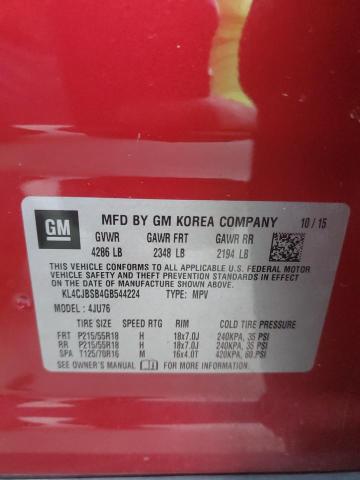 GM MFD BY GM KOREA COMPANY 10/15
GVWR GAWR FRT GAWR RR
4286 LB 2348 LB 2194 LB
THIS VEHICLE CONFORMS TO ALL APPLICABLE U.S. FEDERAL MOTOR
VEHICLE SAFETY AND THEFT PREVENTION STANDARDS IN EFFECT ON THE
DATE OF MANUFACTURE SHOWN ABOVE.
KL4CJBSB4GB544224 TYPE: MPV
MODEL: 4JU76
TIRE SIZE SPEED RTG RIM COLD TIRE PRESSURE
FRT P215/55R18 H 18x7.0J 240KPA, 35 PSI
RR P215/55R18 H 18x7.0J 240KPA, 35 PSI
SPA T125/70R16 M 16x4.0T 420KPA, 60 PSI
SEE OWNER'S MANUAL FOR ADDITIONAL INFORMATION.